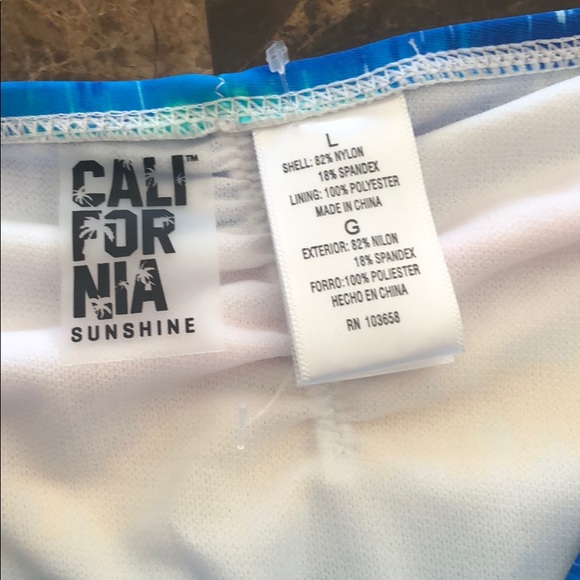 CALI™
FOR
NIA
SUNSHINE
L
SHELL: 82% NYLON
18% SPANDEX
LINING: 100% POLYESTER
MADE IN CHINA
G
EXTERIOR: 82% NILON
18% SPANDEX
FORRO:100% POLIESTER
HECHO EN CHINA
RN 103658